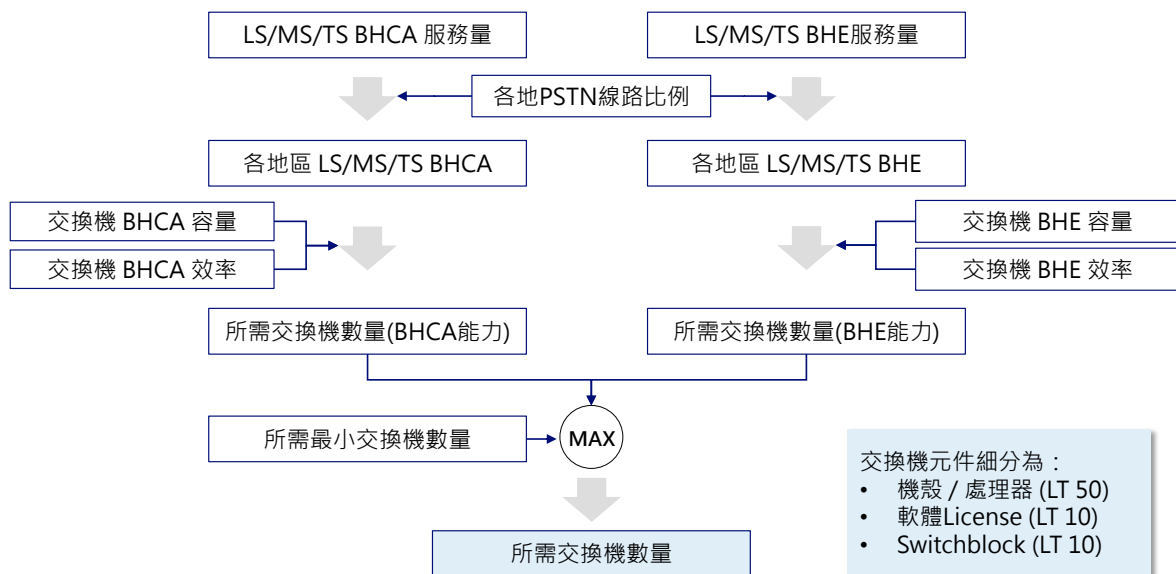 LS/MS/TS BHCA 服務量
LS/MS/TS BHE服務量
各地PSTN線路比例
各地區 LS/MS/TS BHCA
各地區 LS/MS/TS BHE
交換機 BHCA 容量
交換機 BHCA 效率
交換機 BHE 容量
交換機 BHE 效率
所需交換機數量(BHCA能力)
所需交換機數量(BHE能力)
所需最小交換機數量
MAX
所需交換機數量
交換機元件細分為：
• 機殼 / 處理器 (LT 50)
• 軟體License (LT 10)
• Switchblock (LT 10)